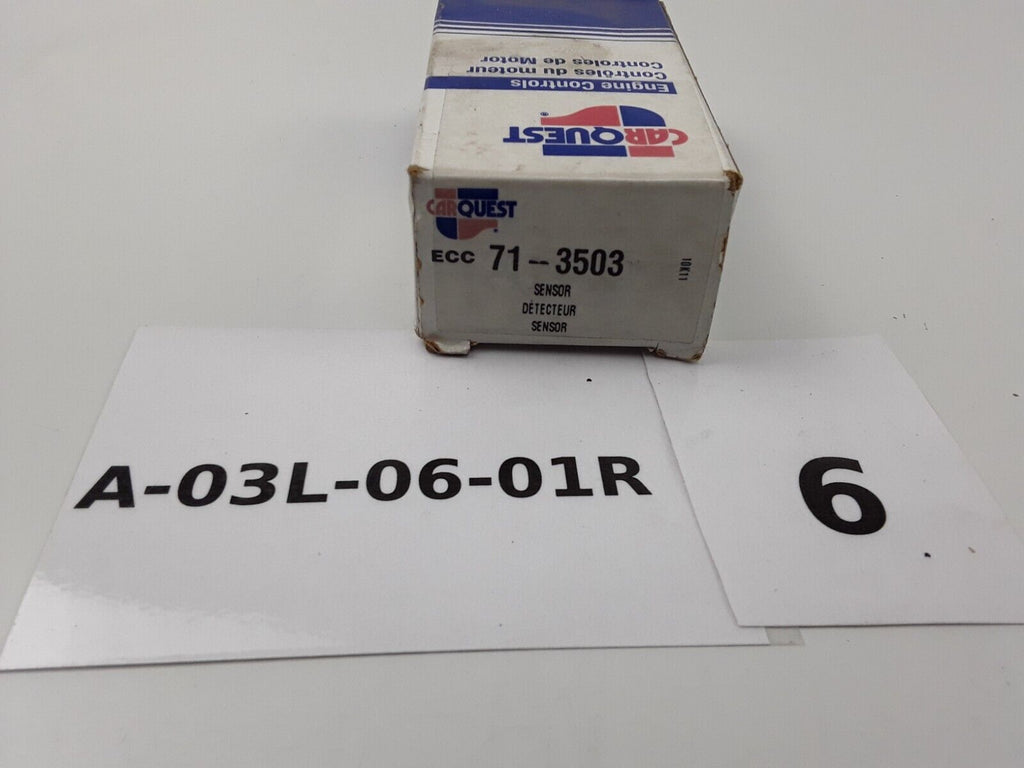 Controles de Motor
Contrôles du moteur
Engine Controls
CARQUEST®
CARQUEST®
ECC 71-3503
10K11
SENSOR
DÉTECTEUR
SENSOR
A-03L-06-01R
6